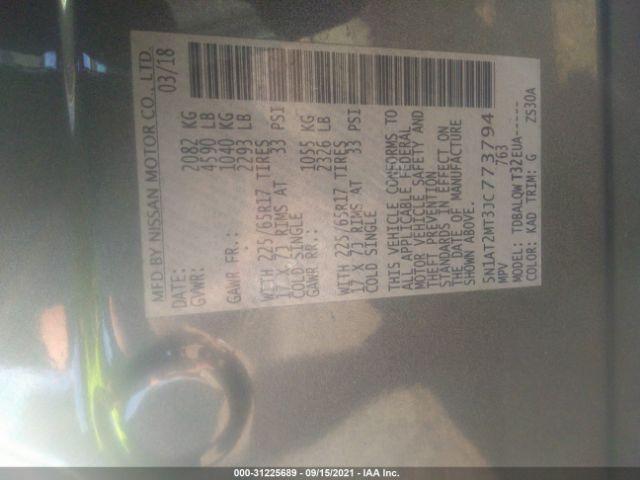 MFD BY NISSAN MOTOR CO., LTD.
DATE: 03/18
GVWR: 2082 KG
4590 LB
GAWR FR.: 1040 KG
2293 LB
WITH 225/65R17 TIRES
17 X 7J RIMS AT 33 PSI
COLD SINGLE
GAWR RR.: 1055 KG
2326 LB
WITH 225/65R17 TIRES
17 X 7J RIMS AT 33 PSI
COLD SINGLE
THIS VEHICLE CONFORMS TO
ALL APPLICABLE FEDERAL
MOTOR VEHICLE SAFETY AND
THEFT PREVENTION
STANDARDS IN EFFECT ON
THE DATE OF MANUFACTURE
SHOWN ABOVE.
5N1AT2MT3JC773794
MPV /63
MODEL: TDBALQW T32EUA-----
COLOR: KAD TRIM: G ZS30A
000-31225689 - 09/15/2021 - IAA Inc.